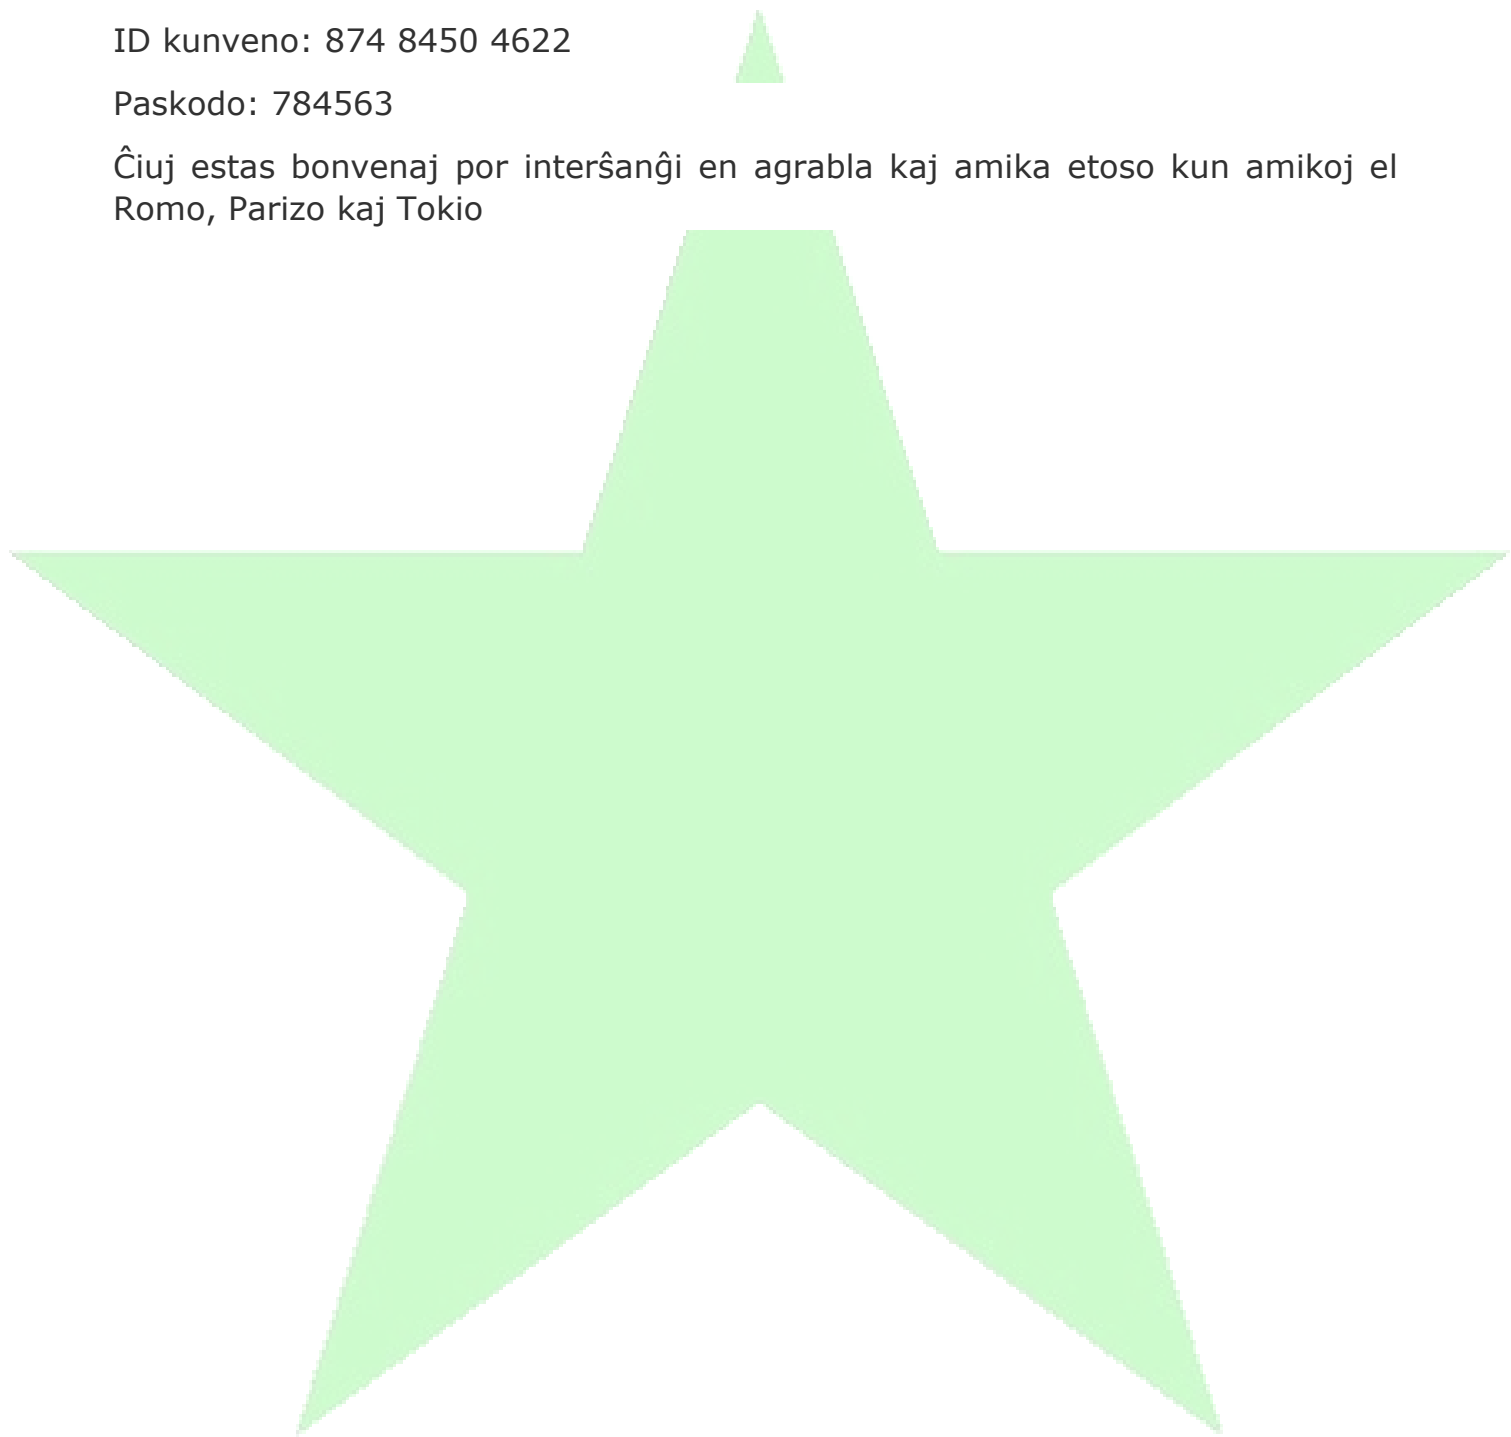 ID kunveno: 874 8450 4622
Paskodo: 784563
Ĉiuj estas bonvenaj por interŝanĝi en agrabla kaj amika etoso kun amikoj el
Romo, Parizo kaj Tokio